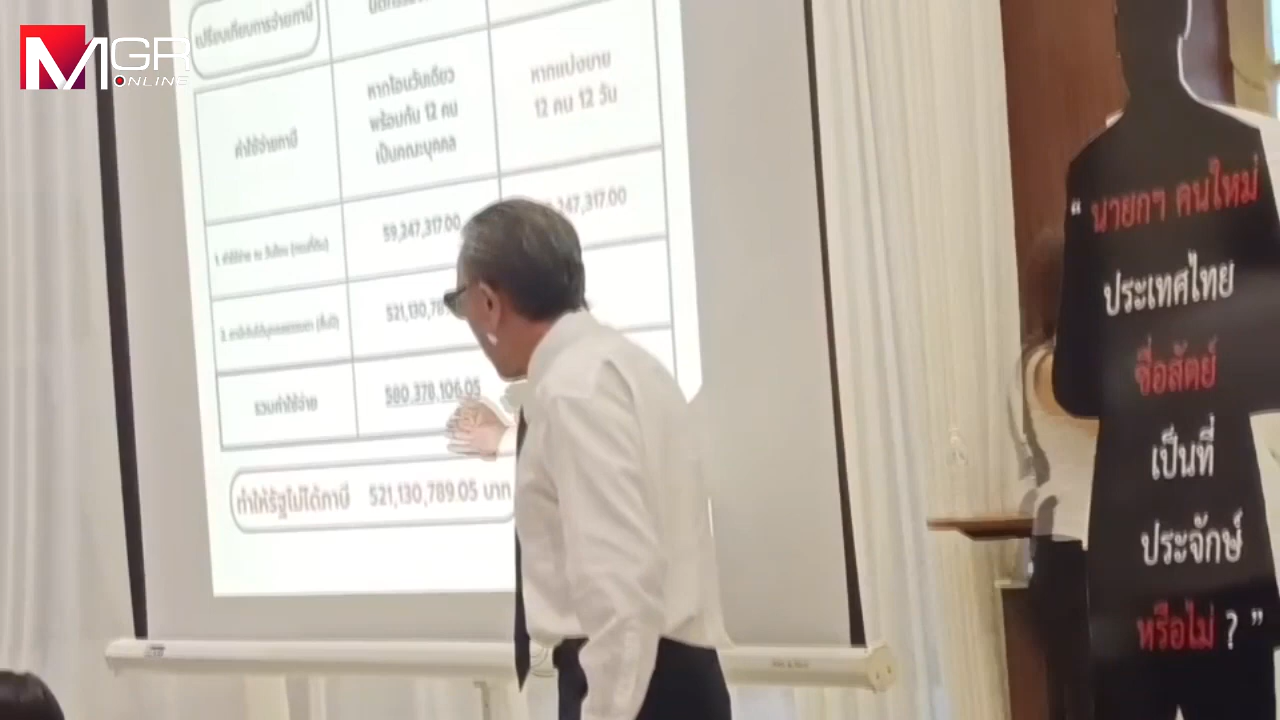 MGR
ONLINE
เปรียบเทียบการจ่ายภาษี
ค่าใช้จ่ายภาษี
หากโอนวันเดียว
พร้อมกัน 12 คน
เป็นคณะบุคคล
หากแบ่งขาย
12 คน 12 วัน
59,247,317.00
247,317.00
521,130,78
รวมค่าใช้จ่าย
580,378,106.05
ทำให้รัฐไม่ได้ภาษี 521,130,789.05 บาท
“ นายกฯ คนใหม่
ประเทศไทย
ซื่อสัตย์
เป็นที่
ประจักษ์
หรือไม่ ? ”